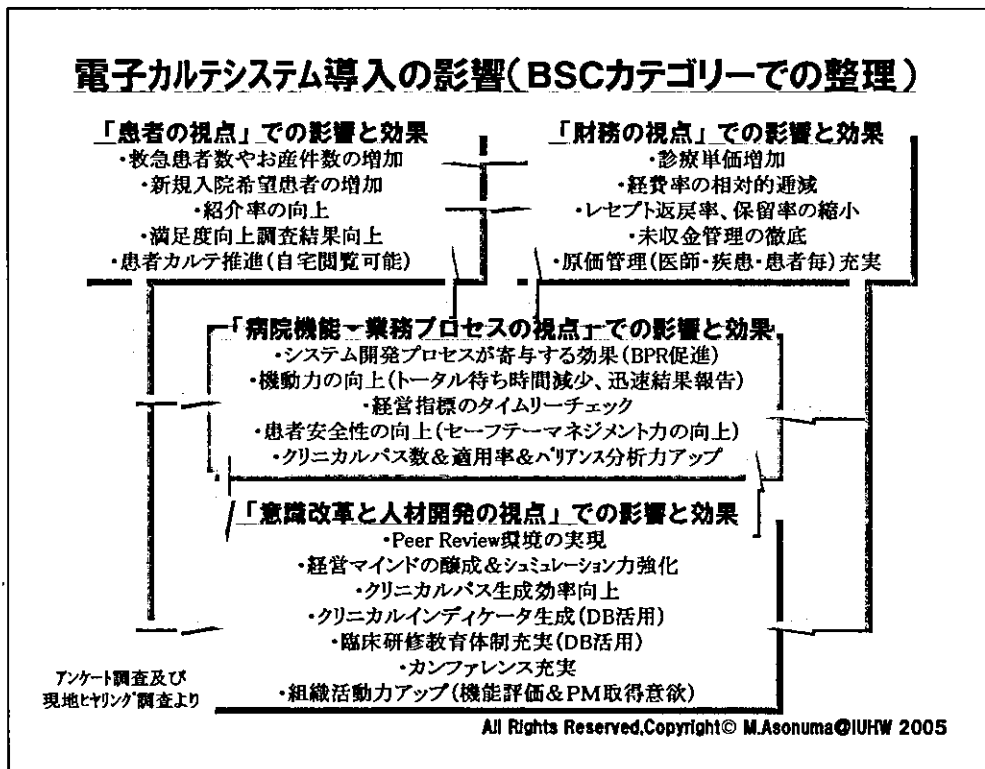 電子カルテシステム導入の影響(BSCカテゴリーでの整理)
「患者の視点」での影響と効果
・救急患者数やお産件数の増加
・新規入院希望患者の増加
・紹介率の向上
・満足度向上調査結果向上
・患者カルテ推進(自宅閲覧可能)
「財務の視点」での影響と効果
・診療単価増加
・経費率の相対的逓減
・レセプト返戻率、保留率の縮小
・未収金管理の徹底
・原価管理(医師・疾患・患者毎)充実
「病院機能・業務プロセスの視点」での影響と効果
・システム開発プロセスが寄与する効果(BPR促進)
・機動力の向上(トータル待ち時間減少、迅速結果報告)
・経営指標のタイムリーチェック
・患者安全性の向上(セーフテーマネジメント力の向上)
・クリニカルパス数&適用率&バリアンス分析力アップ
「意識改革と人材開発の視点」での影響と効果
・Peer Review環境の実現
・経営マインドの醸成&シュミレーション力強化
・クリニカルパス生成効率向上
・クリニカルインディケータ生成(DB活用)
・臨床研修教育体制充実(DB活用)
・カンファレンス充実
・組織活動力アップ(機能評価&PM取得意欲)
アンケート調査及び
現地ヒヤリング調査より
All Rights Reserved,Copyright© M.Asonuma@IUHW 2005